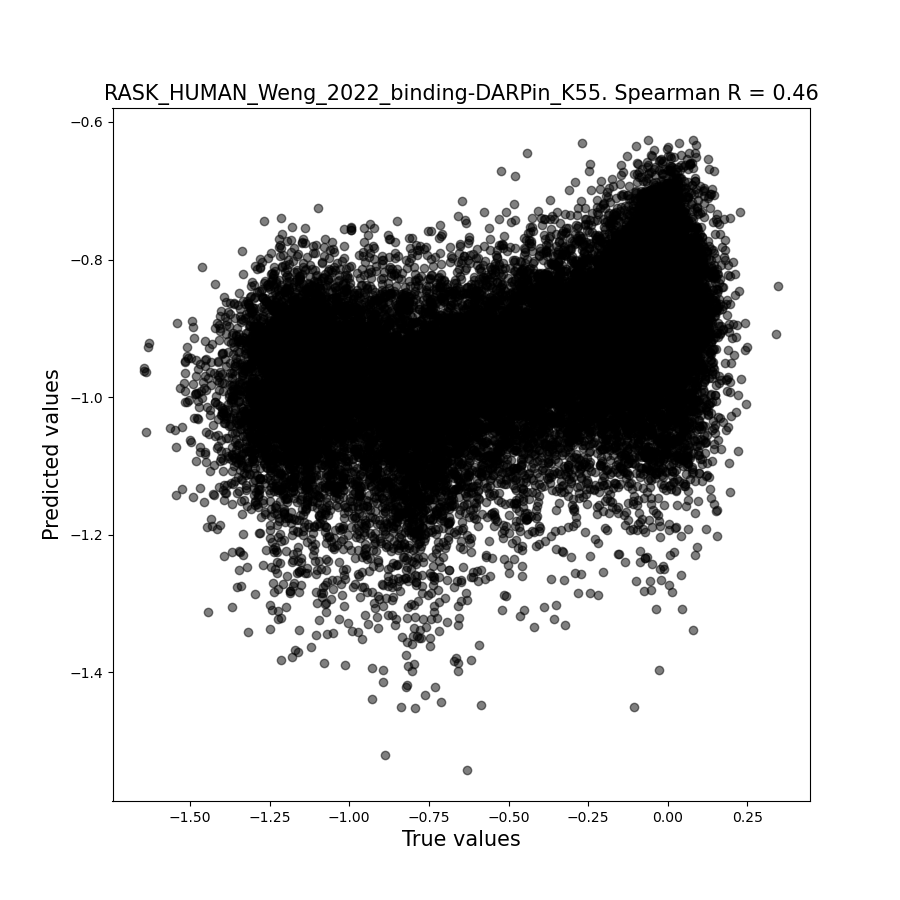 RASK_HUMAN_Weng_2022_binding-DARPin_K55. Spearman R = 0.46
−0.6
−0.8
−1.0
−1.2
−1.4
Predicted values
−1.50 −1.25 −1.00 −0.75 −0.50 −0.25 0.00 0.25
True values